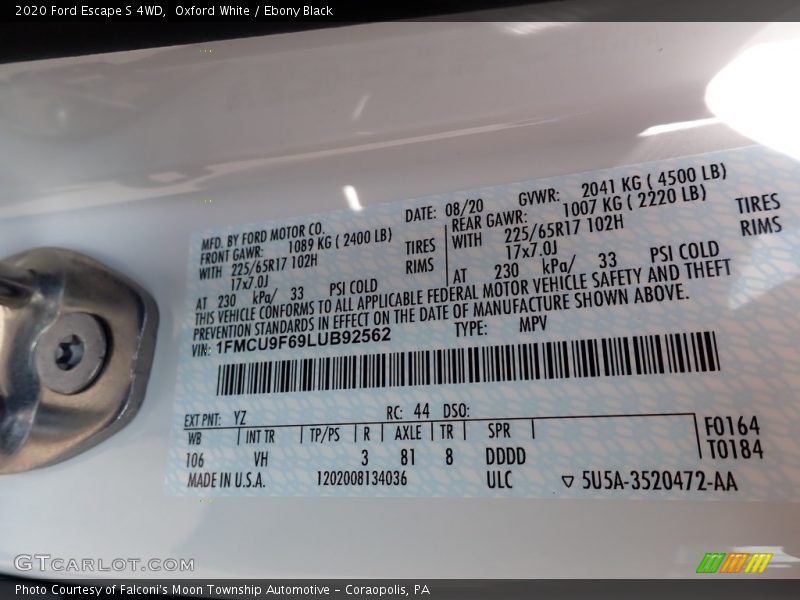 2020 Ford Escape S 4WD,  Oxford White / Ebony Black
MFD. BY FORD MOTOR CO.
DATE: 08/20
GVWR: 2041 KG ( 4500 LB)
FRONT GAWR: 1089 KG ( 2400 LB)
REAR GAWR: 1007 KG ( 2220 LB)
WITH 225/65R17 102H TIRES
WITH 225/65R17 102H TIRES
17x7.0J RIMS
17x7.0J RIMS
AT 230 kPa/ 33 PSI COLD
AT 230 kPa/ 33 PSI COLD
THIS VEHICLE CONFORMS TO ALL APPLICABLE FEDERAL MOTOR VEHICLE SAFETY AND THEFT
PREVENTION STANDARDS IN EFFECT ON THE DATE OF MANUFACTURE SHOWN ABOVE.
VIN: 1FMCU9F69LUB92562 TYPE: MPV
EXT PNT: YZ RC: 44 DSO:
WB INT TR TP/PS R AXLE TR SPR
F0164
106 VH 3 81 8 DDDD
T0184
MADE IN U.S.A. 1202008134036 ULC ▽ 5U5A-3520472-AA
GTCARLOT.COM
Photo Courtesy of Falconi's Moon Township Automotive – Coraopolis, PA